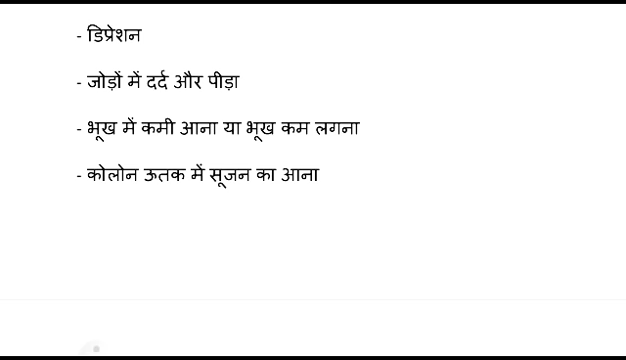 - डिप्रेशन
- जोड़ों में दर्द और पीड़ा
- भूख में कमी आना या भूख कम लगना
- कोलोन ऊतक में सूजन का आना